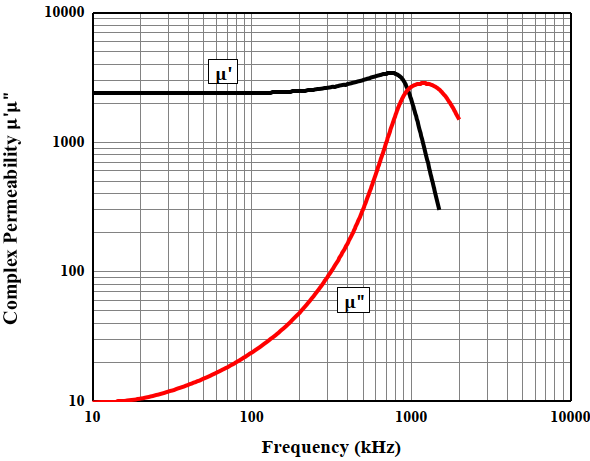 10000
1000
100
10
Complex Permeability μ'μ"
μ'
μ"
10 100 1000 10000
Frequency (kHz)